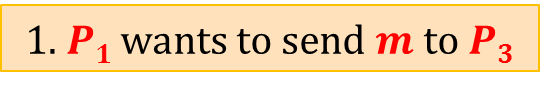 1. P₁ wants to send m to P₃